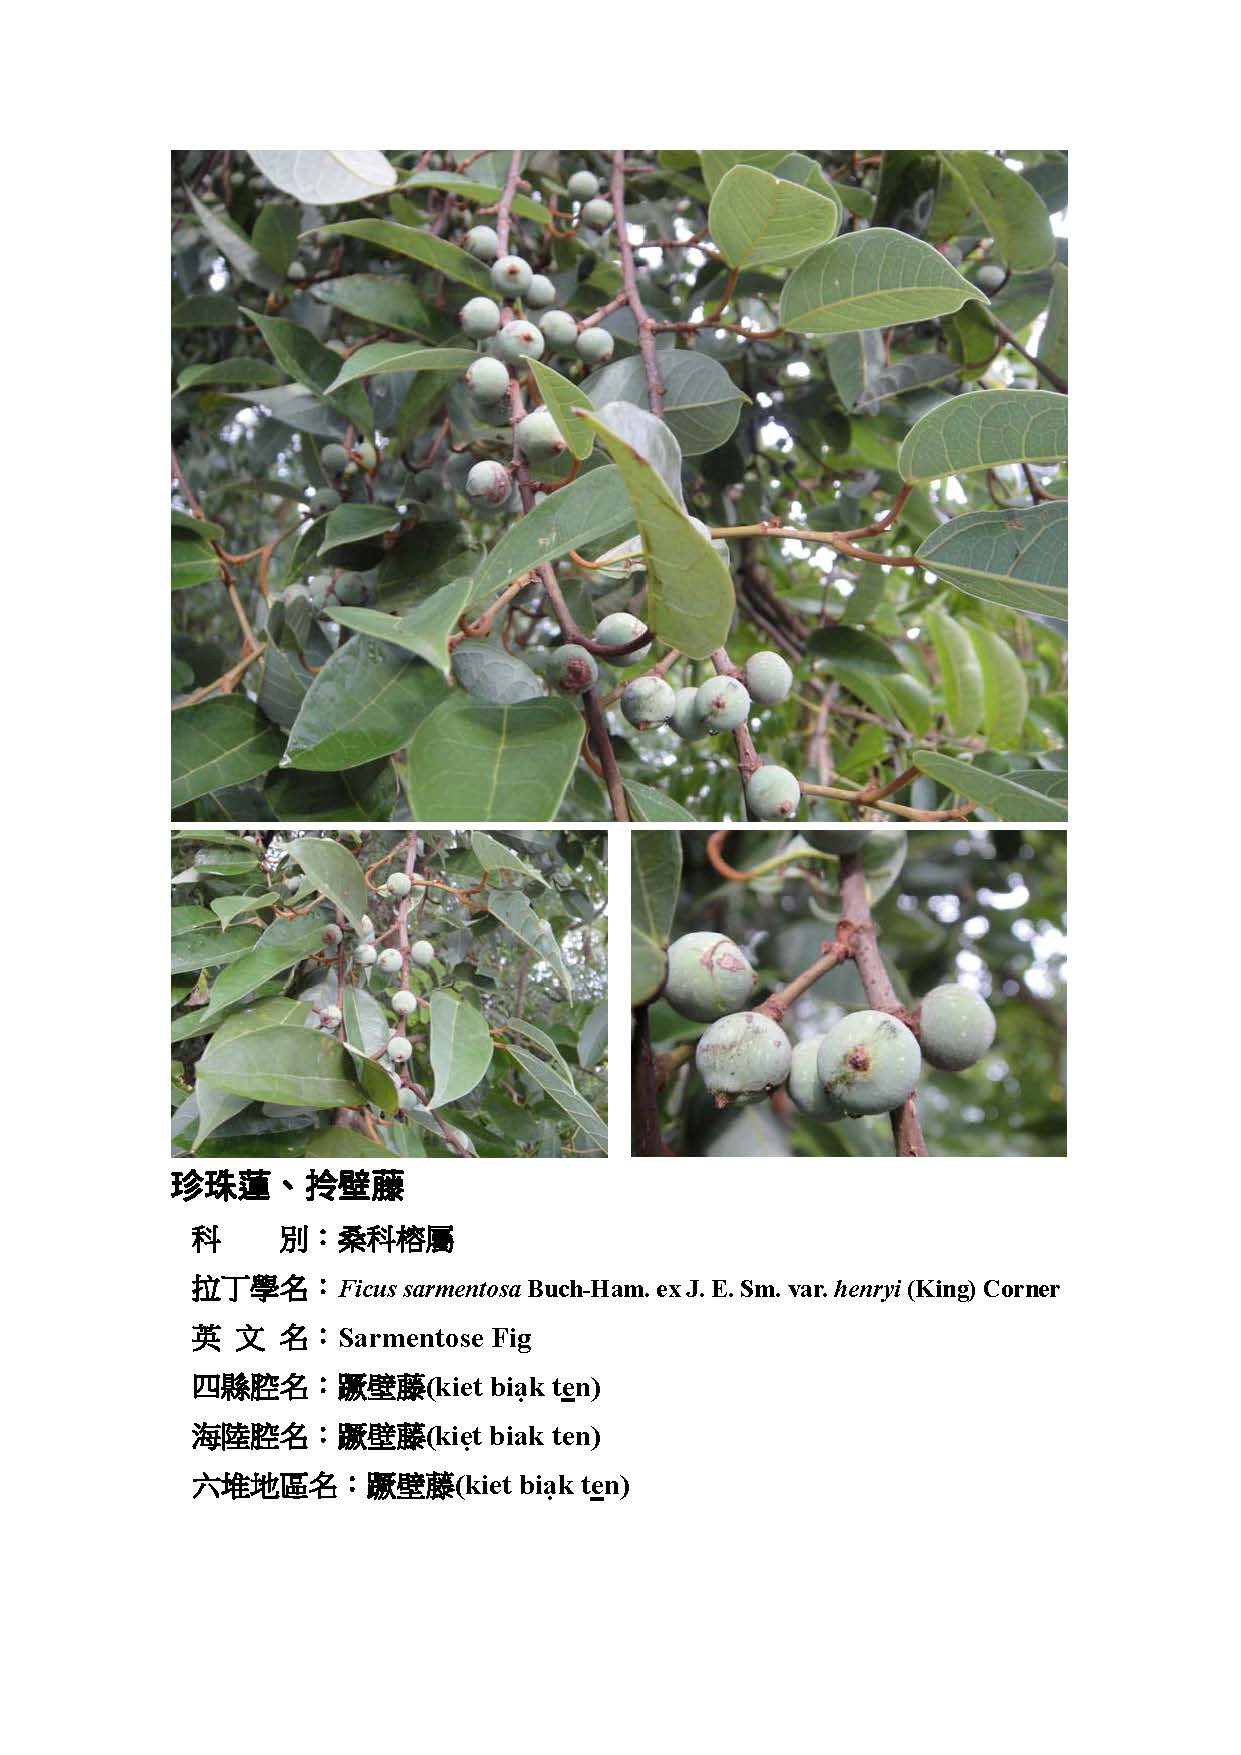 珍珠蓮、拎壁藤
科　　別：桑科榕屬
拉丁學名：Ficus sarmentosa Buch-Ham. ex J. E. Sm. var. henryi (King) Corner
英 文 名：Sarmentose Fig
四縣腔名：蹶壁藤(kiet biạk te̲n)
海陸腔名：蹶壁藤(kiẹt biak ten)
六堆地區名：蹶壁藤(kiet biạk te̲n)